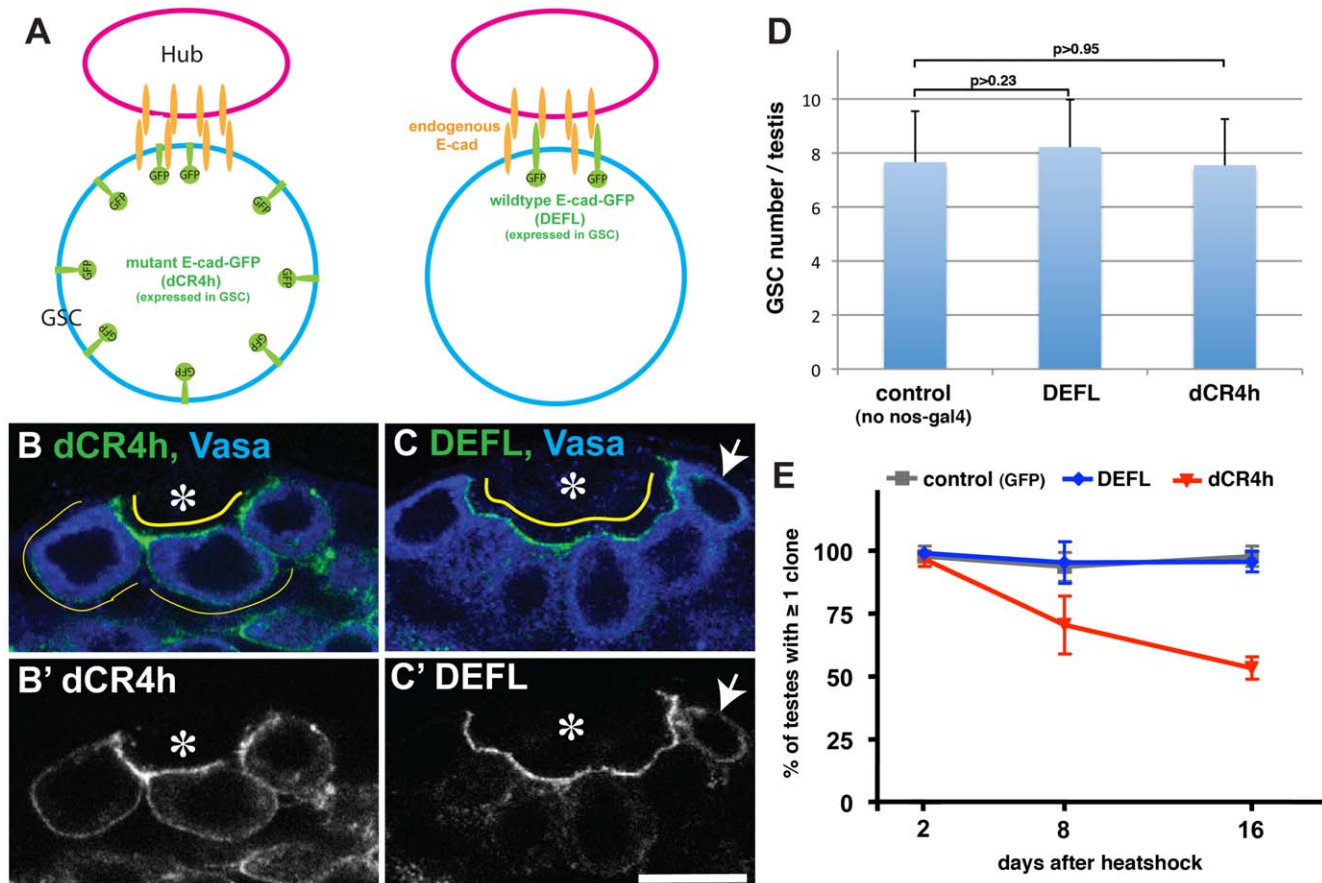 A
Hub
GFP
GFP
GFP
GFP
GFP
GFP
GFP
GFP
GFP
mutant E-cad-GFP
(dCR4h)
(expressed in GSC)
GSC
endogenous
E-cad
GFP
GFP
wildtype E-cad-GFP
(DEFL)
(expressed in GSC)
B dCR4h, Vasa
*
C DEFL, Vasa
*
B' dCR4h
*
C' DEFL
*
D
p>0.95
p>0.23
GSC number / testis
10
8
6
4
2
0
control
(no nos-gal4)
DEFL
dCR4h
E
control (GFP)
DEFL
dCR4h
% of testes with ≥ 1 clone
100
75
50
25
0
2
8
16
days after heatshock